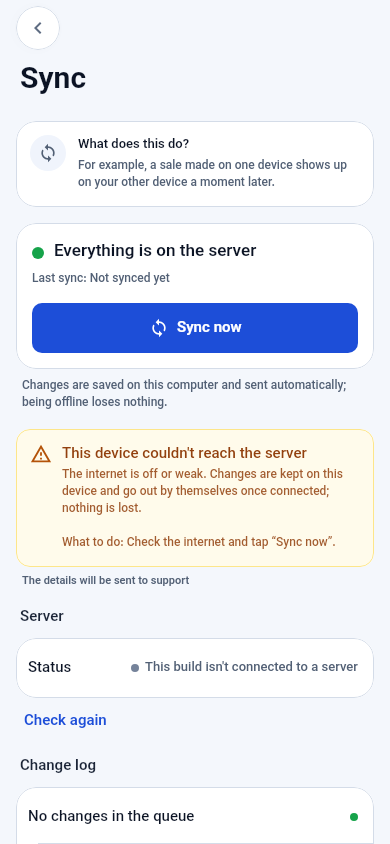 Sync
What does this do?
For example, a sale made on one device shows up
on your other device a moment later.
Everything is on the server
Last sync: Not synced yet
Sync now
Changes are saved on this computer and sent automatically;
being offline loses nothing.
This device couldn't reach the server
The internet is off or weak. Changes are kept on this
device and go out by themselves once connected;
nothing is lost.
What to do: Check the internet and tap “Sync now”.
The details will be sent to support
Server
Status
This build isn't connected to a server
Check again
Change log
No changes in the queue